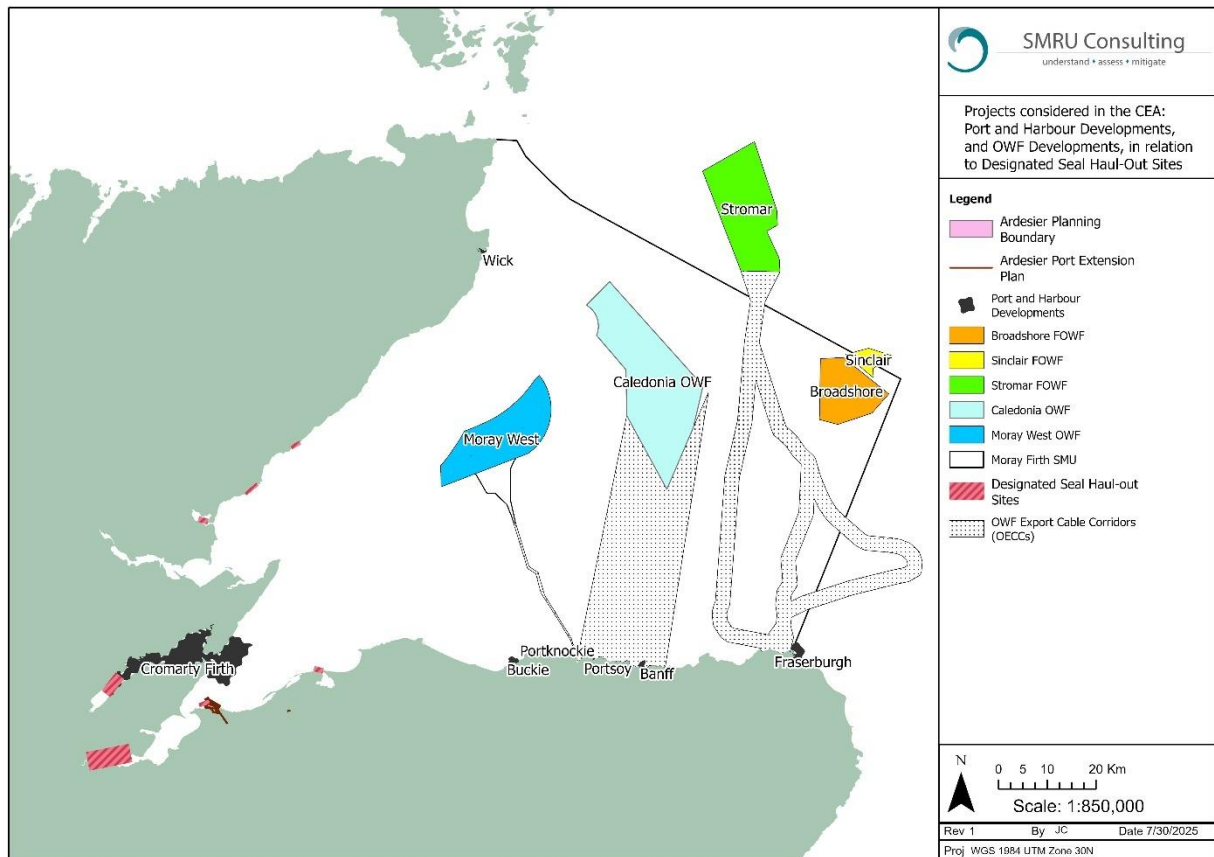 Stromar
Wick
Sinclair
Caledonia OWF
Broadshore
Moray West
Cromarty Firth
Portknockie
Buckie
Portsoy
Banff
Fraserburgh
SMRU Consulting
understand • assess • mitigate
Projects considered in the CEA:
Port and Harbour Developments,
and OWF Developments, in relation
to Designated Seal Haul-Out Sites
Legend
Ardesier Planning
Boundary
Ardesier Port Extension
Plan
Port and Harbour
Developments
Broadshore FOWF
Sinclair FOWF
Stromar FOWF
Caledonia OWF
Moray West OWF
Moray Firth SMU
Designated Seal Haul-out
Sites
OWF Export Cable Corridors
(OECCs)
N
0 5 10 20 Km
Scale: 1:850,000
Rev 1 By JC Date 7/30/2025
Proj WGS 1984 UTM Zone 30N